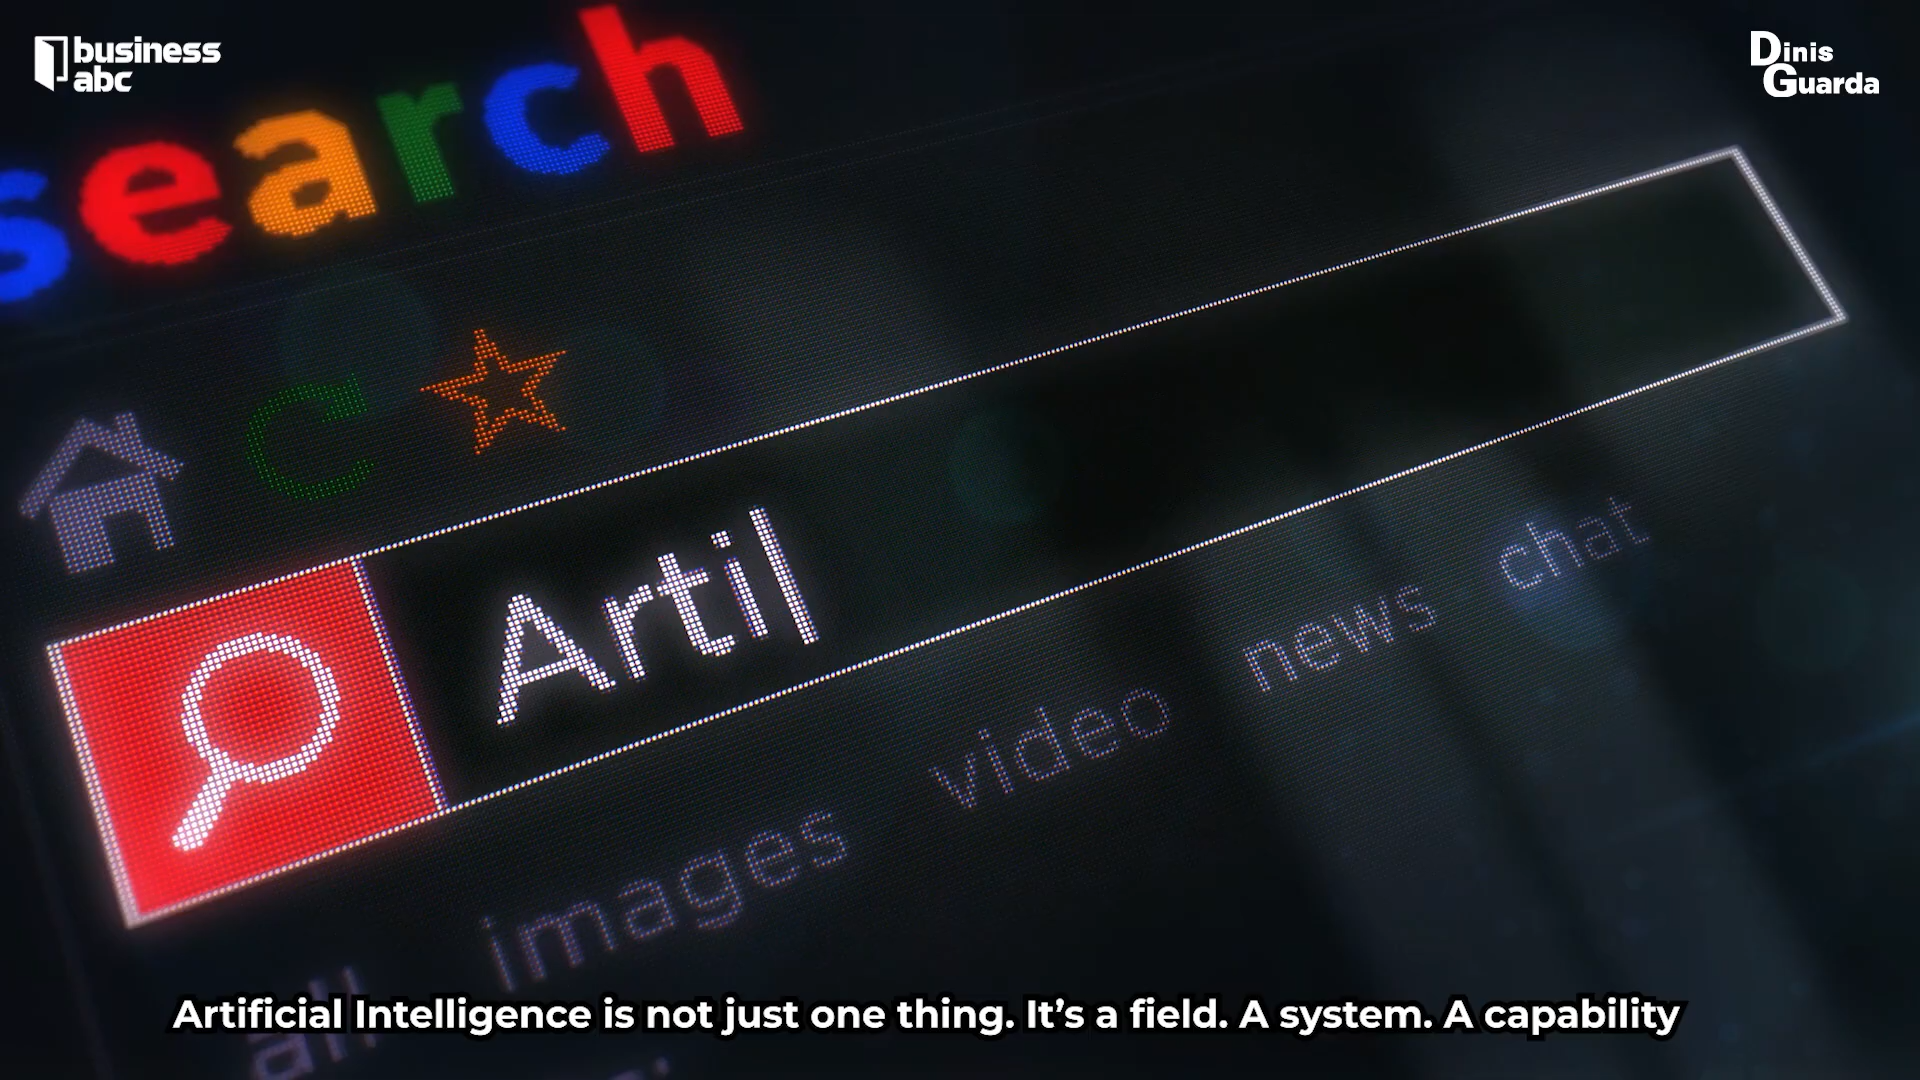 business
abc
Dinis
Guarda
search
Arti
all
images
video
news
chat
Artificial Intelligence is not just one thing. It’s a field. A system. A capability